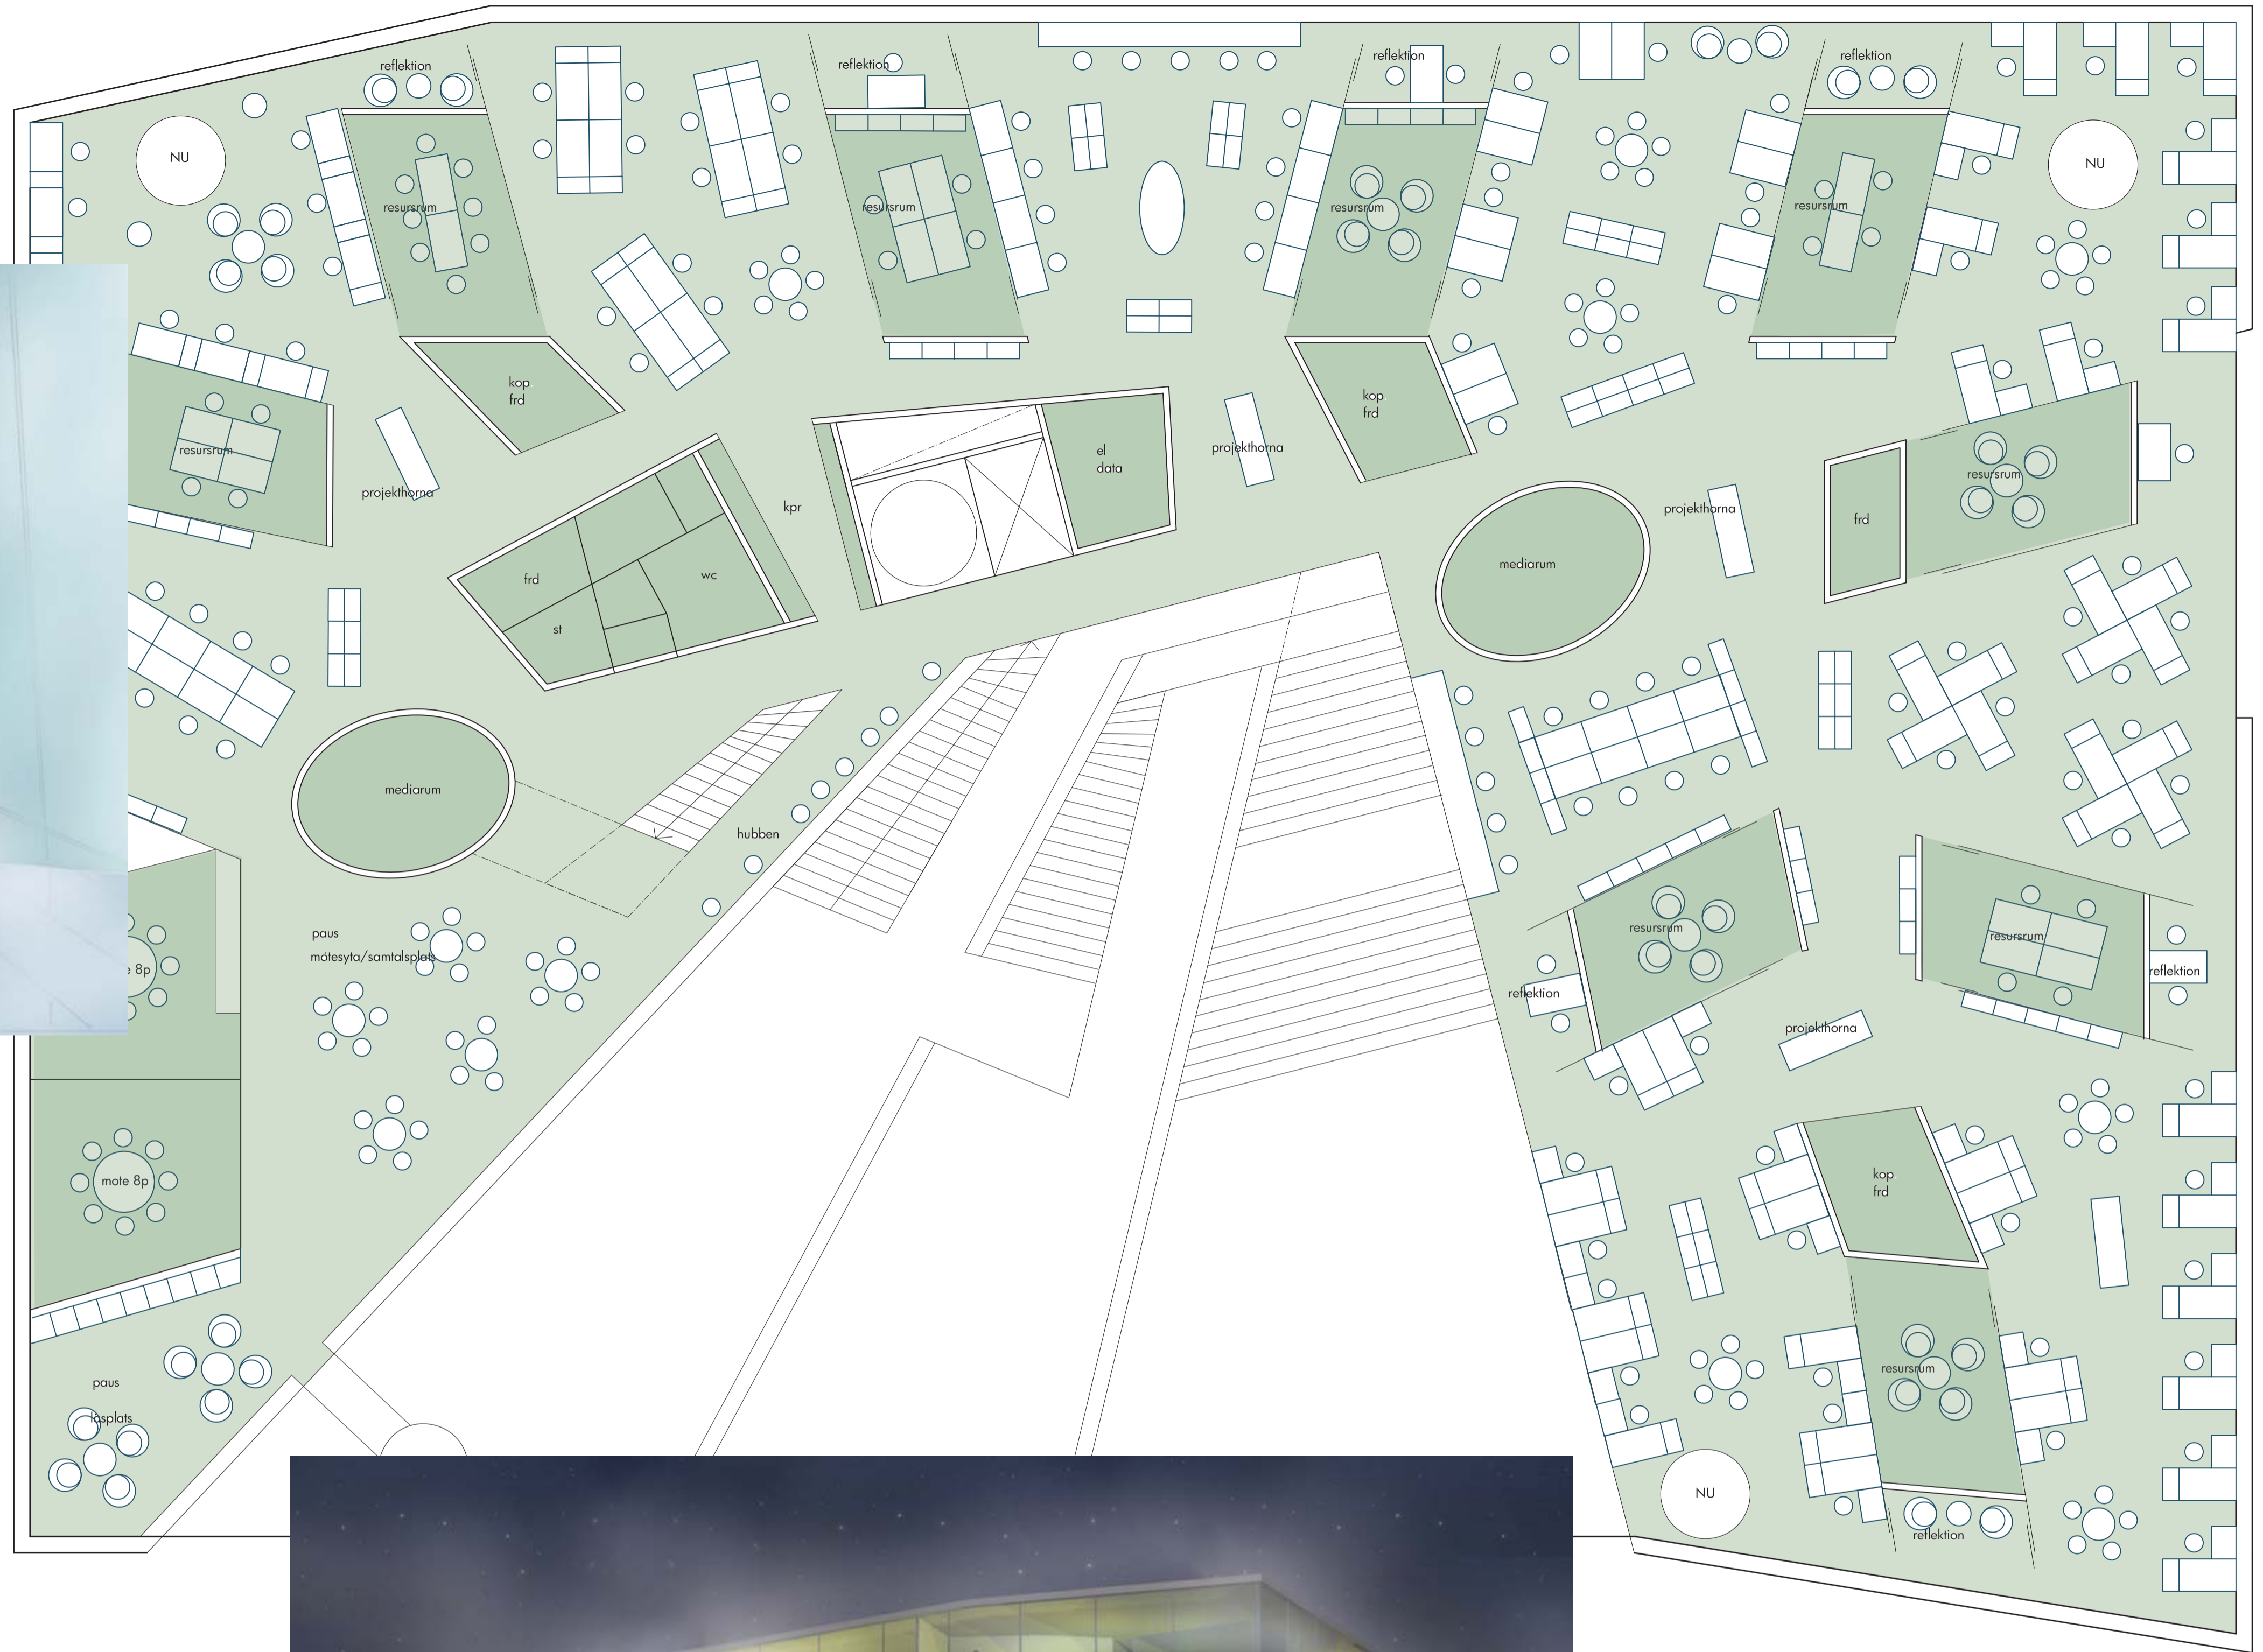 reflektion
reflektion
reflektion
reflektion
NU
NU
resursrum
resursrum
resursrum
resursrum
kop
frd
kop
frd
resursrum
projekthorna
kpr
el
data
projekthorna
projekthorna
resursrum
frd
frd
wc
st
mediarum
mediarum
hubben
paus
mötesyta/samtalsplats
8p
resursrum
resursrum
reflektion
reflektion
projekthorna
mote 8p
kop
frd
paus
läsplats
resursrum
NU
reflektion